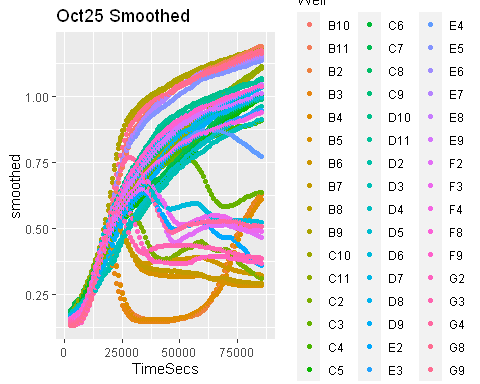 Oct25 Smoothed
smoothed
1.00
0.75
0.50
0.25
0
25000
50000
75000
TimeSecs
Well
B10
B11
B2
B3
B4
B5
B6
B7
B8
B9
C10
C11
C2
C3
C4
C5
C6
C7
C8
C9
D10
D11
D2
D3
D4
D5
D6
D7
D8
D9
E2
E3
E4
E5
E6
E7
E8
E9
F2
F3
F4
F8
F9
G2
G3
G4
G8
G9